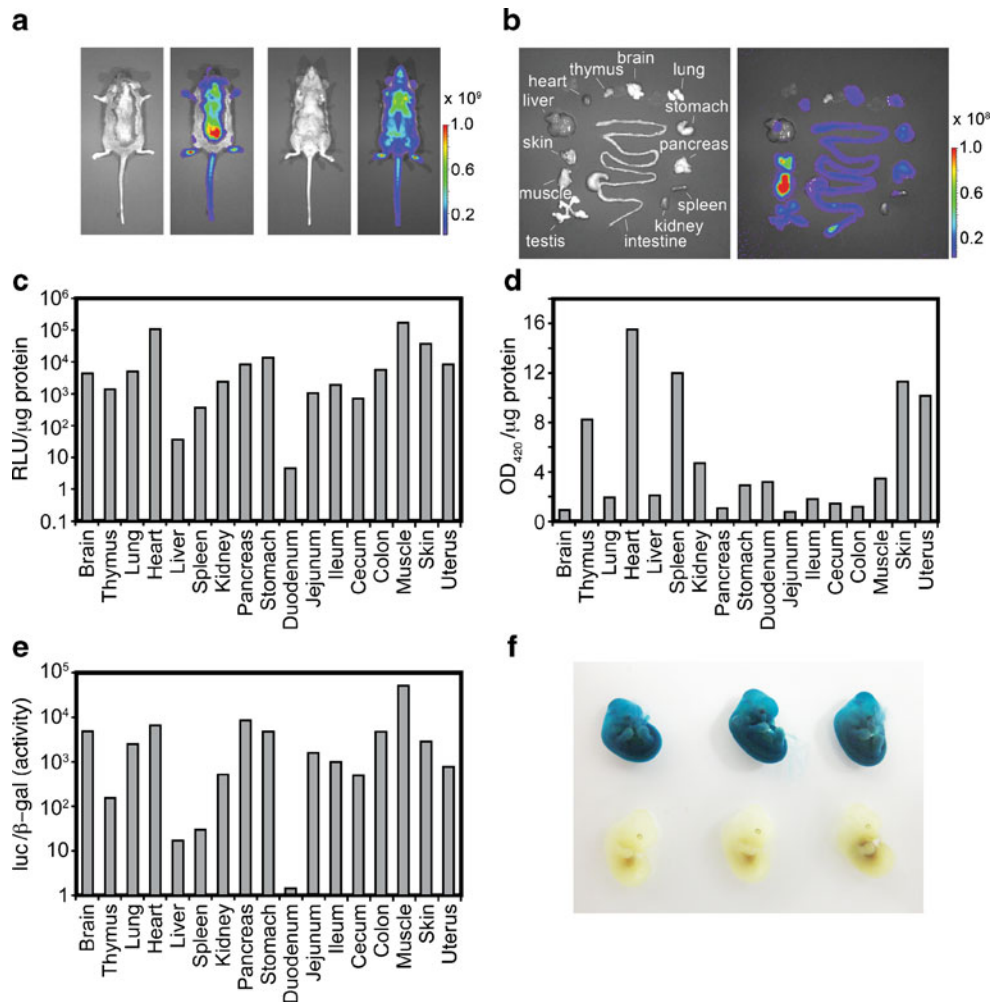 a
x 10⁹
1.0
0.6
0.2
b
brain
thymus
lung
heart
liver
stomach
skin
pancreas
muscle
spleen
kidney
testis
intestine
x 10⁸
1.0
0.6
0.2
c
RLU/µg protein
10⁶
10⁵
10⁴
10³
10²
10
1
0.1
Brain
Thymus
Lung
Heart
Liver
Spleen
Kidney
Pancreas
Stomach
Duodenum
Jejunum
Ileum
Cecum
Colon
Muscle
Skin
Uterus
d
OD₄₂₀/µg protein
16
12
8
4
0
Brain
Thymus
Lung
Heart
Liver
Spleen
Kidney
Pancreas
Stomach
Duodenum
Jejunum
Ileum
Cecum
Colon
Muscle
Skin
Uterus
e
luc/β-gal (activity)
10⁵
10⁴
10³
10²
10
1
Brain
Thymus
Lung
Heart
Liver
Spleen
Kidney
Pancreas
Stomach
Duodenum
Jejunum
Ileum
Cecum
Colon
Muscle
Skin
Uterus
f